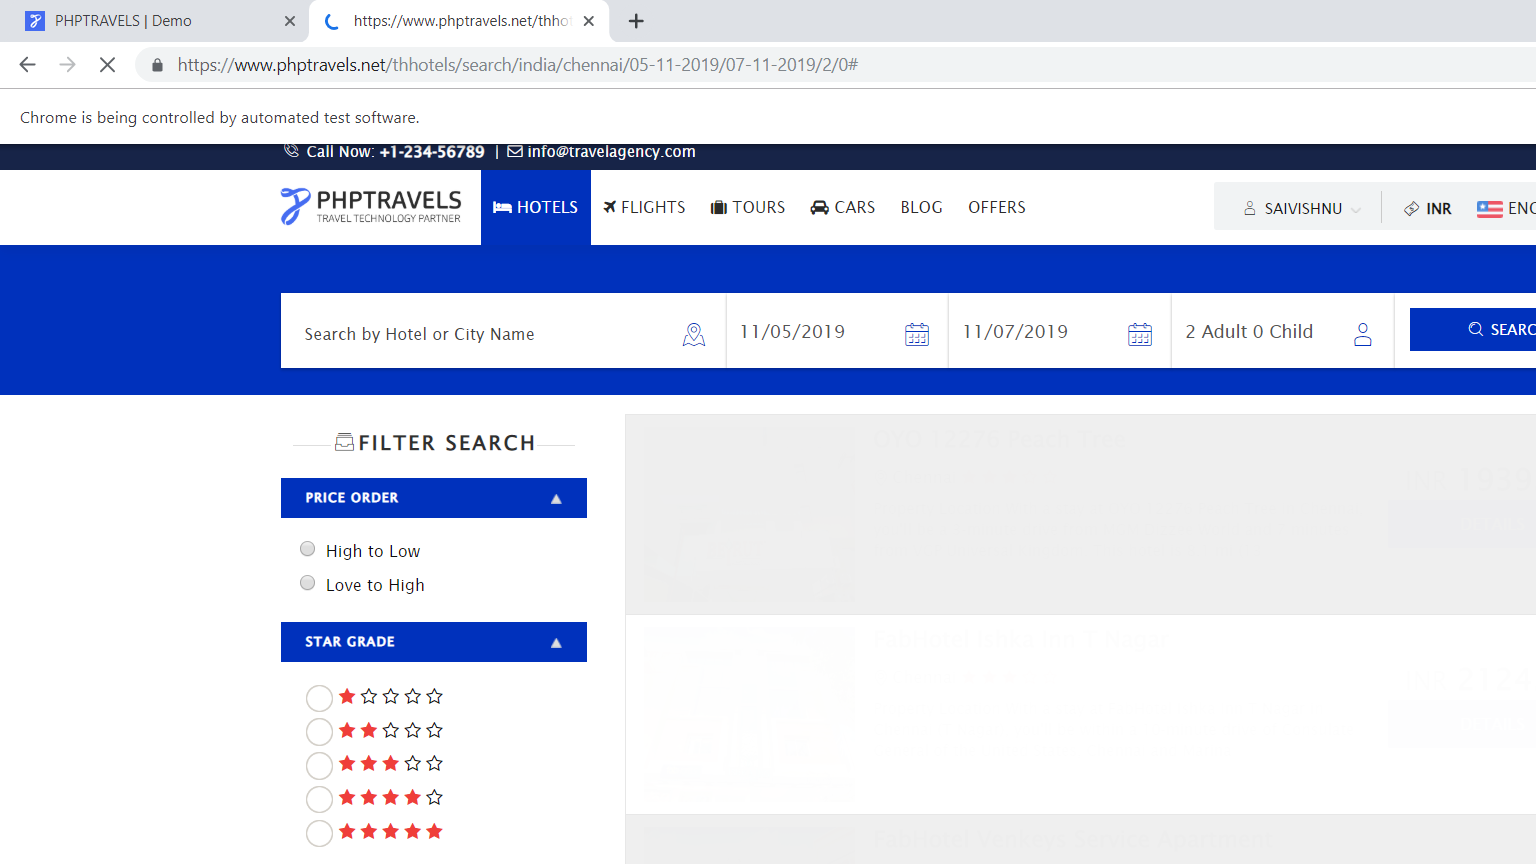 PHPTRAVELS | Demo
https://www.phptravels.net/thhot
https://www.phptravels.net/thhotels/search/india/chennai/05-11-2019/07-11-2019/2/0#
Chrome is being controlled by automated test software.
Call Now: +1-234-56789 | info@travelagency.com
PHPTRAVELS
TRAVEL TECHNOLOGY PARTNER
HOTELS FLIGHTS TOURS CARS BLOG OFFERS
SAIVISHNU INR ENG
Search by Hotel or City Name 11/05/2019 11/07/2019 2 Adult 0 Child SEARC
FILTER SEARCH
PRICE ORDER
High to Low
Love to High
STAR GRADE